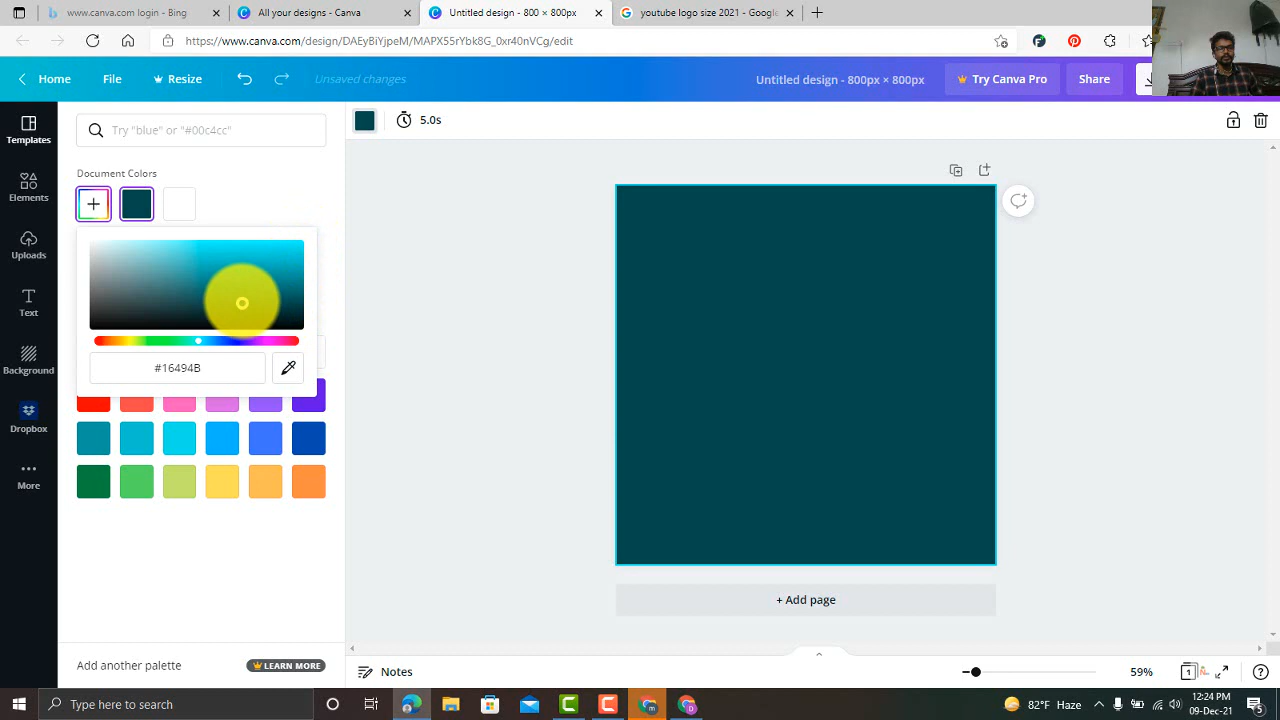 www.canva.com login - Bing
All your designs - Canva
Untitled design - 800 × 800px
youtube logo size 2021 - Google
https://www.canva.com/design/DAEyBiYjpeM/MAPX55rYbk8G_0xr40nVCg/edit
Home
File
Resize
Unsaved changes
Untitled design - 800px × 800px
Try Canva Pro
Share
Templates
Elements
Uploads
Text
Background
Dropbox
More
Try "blue" or "#00c4cc"
5.0s
Document Colors
#16494B
+ Add page
Add another palette
LEARN MORE
Notes
59%
1
Type here to search
82°F Haze
12:24 PM
09-Dec-21
5